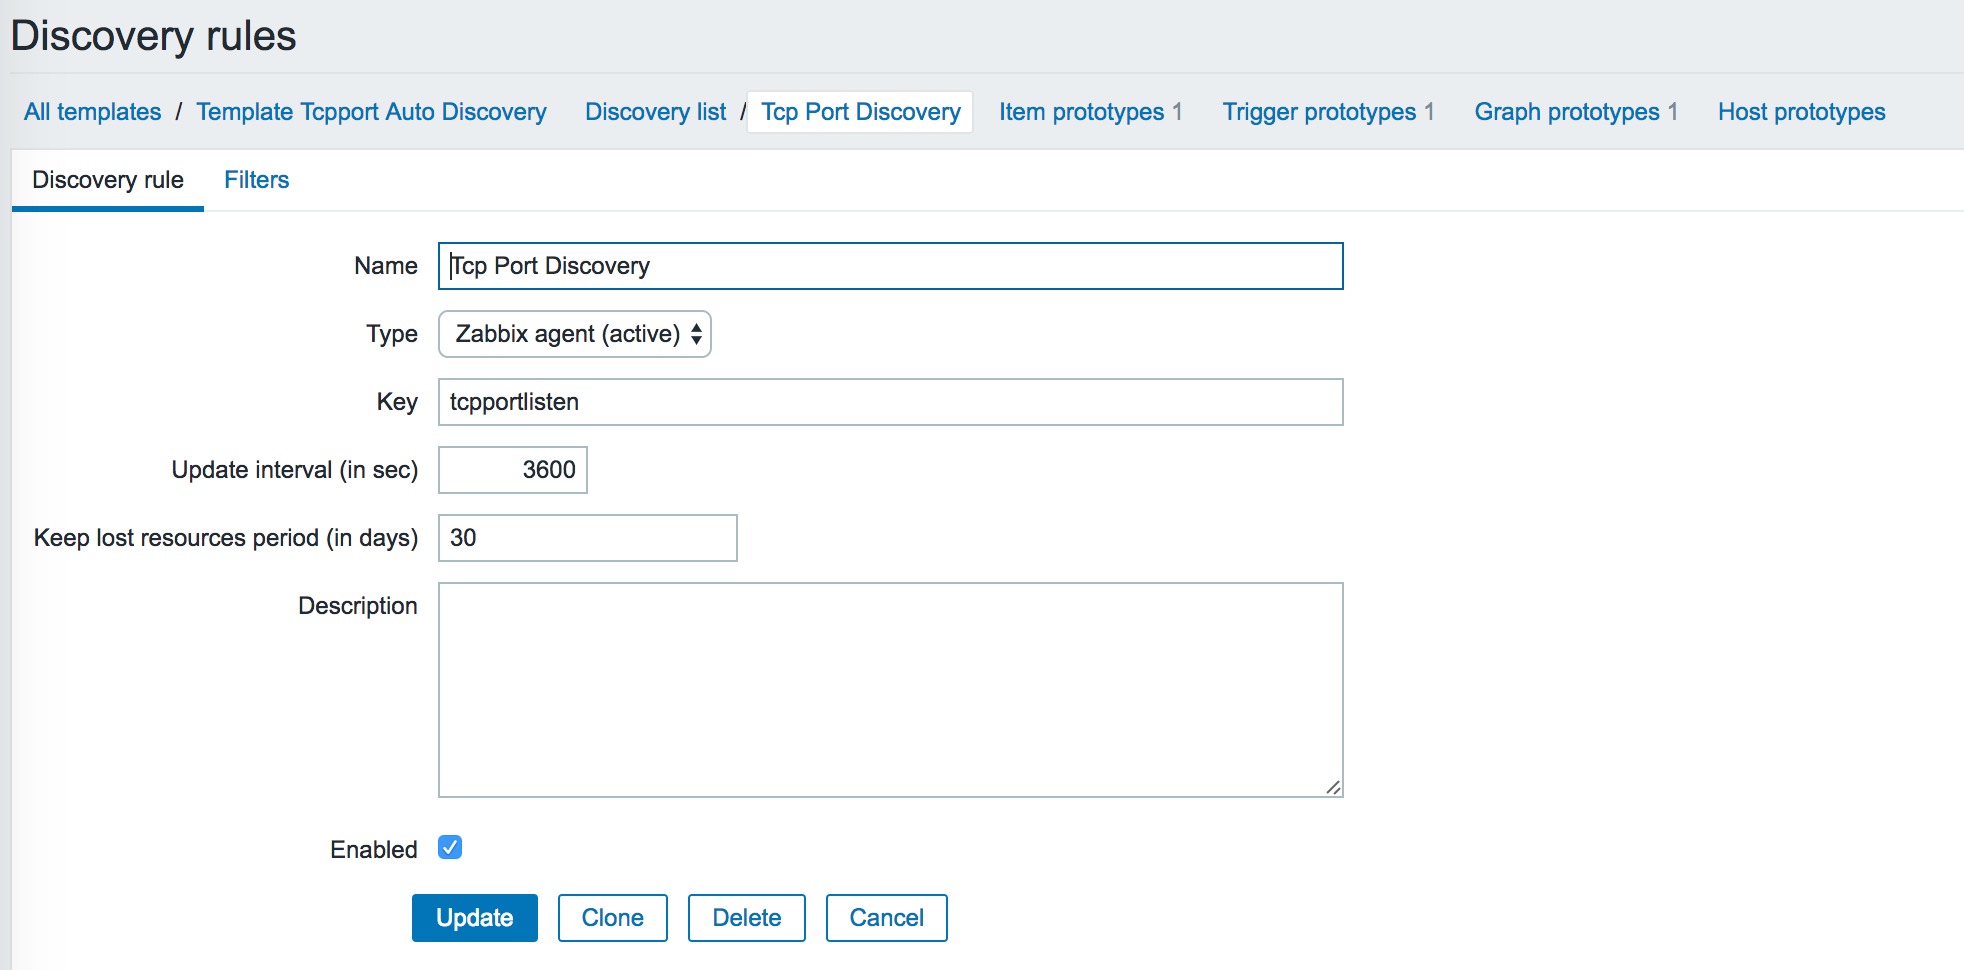 Discovery rules
All templates / Template Tcpport Auto Discovery Discovery list / Tcp Port Discovery Item prototypes 1 Trigger prototypes 1 Graph prototypes 1 Host prototypes
Discovery rule Filters
Name Tcp Port Discovery
Type Zabbix agent (active)
Key tcpportlisten
Update interval (in sec) 3600
Keep lost resources period (in days) 30
Description
Enabled
Update Clone Delete Cancel